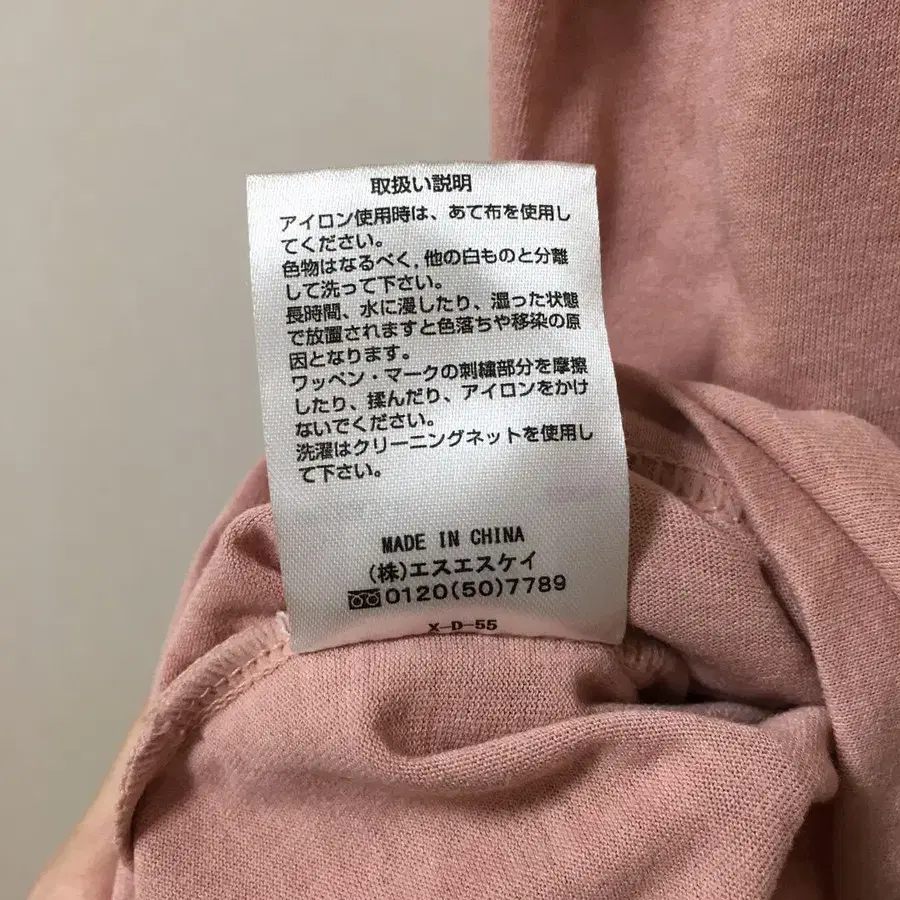 取扱い説明
アイロン使用時は、あて布を使用し
てください。
色物はなるべく,他の白ものと分離
して洗って下さい。
長時間、水に漫したり、湿った状態
で放置されますと色落ちや移染の原
因となります。
ワッペン・マークの刺繍部分を摩擦
したり、揉んだり、アイロンをかけ
ないでください。
洗濯はクリーニングネットを使用し
て下さい。
MADE IN CHINA
(株)エスエスケイ
0120(50)7789
X-D-55